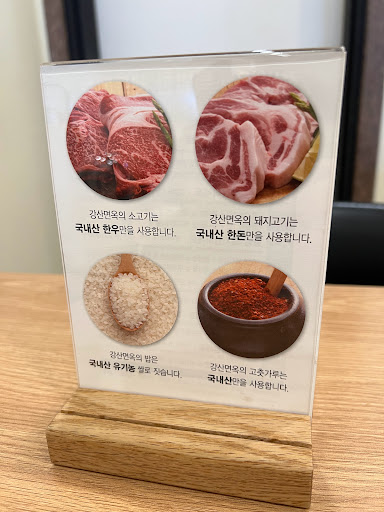 강산면옥의 소고기는
국내산 한우만을 사용합니다.
강산면옥의 돼지고기는
국내산 한돈만을 사용합니다.
강산면옥의 밥은
국내산 유기농 쌀로 짓습니다.
강산면옥의 고춧가루는
국내산만을 사용합니다.